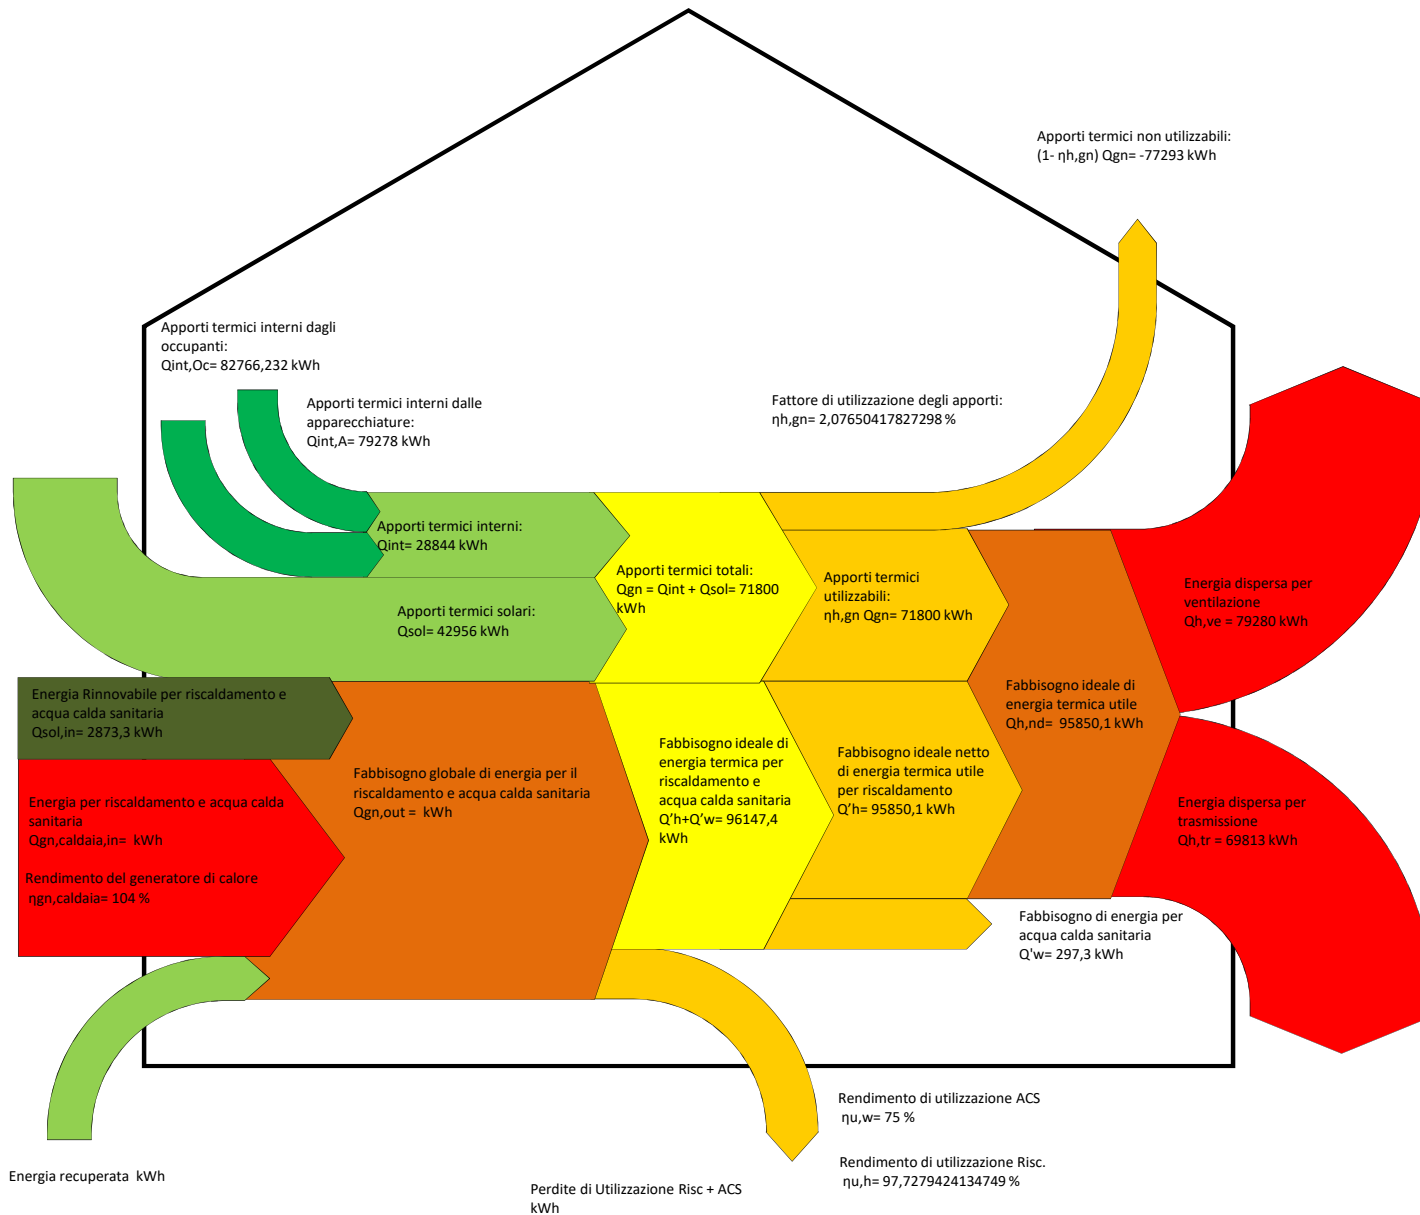 Apporti termici non utilizzabili:
(1- ηh,gn) Qgn= -77293 kWh
Apporti termici interni dagli
occupanti:
Qint,Oc= 82766,232 kWh
Apporti termici interni dalle
apparecchiature:
Qint,A= 79278 kWh
Fattore di utilizzazione degli apporti:
ηh,gn= 2,07650417827298 %
Apporti termici interni:
Qint= 28844 kWh
Apporti termici totali:
Qgn = Qint + Qsol= 71800
kWh
Apporti termici
utilizzabili:
ηh,gn Qgn= 71800 kWh
Energia dispersa per
ventilazione
Qh,ve = 79280 kWh
Apporti termici solari:
Qsol= 42956 kWh
Energia Rinnovabile per riscaldamento e
acqua calda sanitaria
Qsol,in= 2873,3 kWh
Fabbisogno ideale di
energia termica utile
Qh,nd=  95850,1 kWh
Fabbisogno globale di energia per il
riscaldamento e acqua calda sanitaria
Qgn,out =  kWh
Fabbisogno ideale di
energia termica per
riscaldamento e
acqua calda sanitaria
Q'h+Q'w= 96147,4
kWh
Fabbisogno ideale netto
di energia termica utile
per riscaldamento
Q'h= 95850,1 kWh
Energia per riscaldamento e acqua calda
sanitaria
Qgn,caldaia,in=  kWh
Rendimento del generatore di calore
ηgn,caldaia= 104 %
Energia dispersa per
trasmissione
Qh,tr = 69813 kWh
Fabbisogno di energia per
acqua calda sanitaria
Q'w= 297,3 kWh
Rendimento di utilizzazione ACS
ηu,w= 75 %
Rendimento di utilizzazione Risc.
ηu,h= 97,7279424134749 %
Energia recuperata  kWh
Perdite di Utilizzazione Risc + ACS
kWh